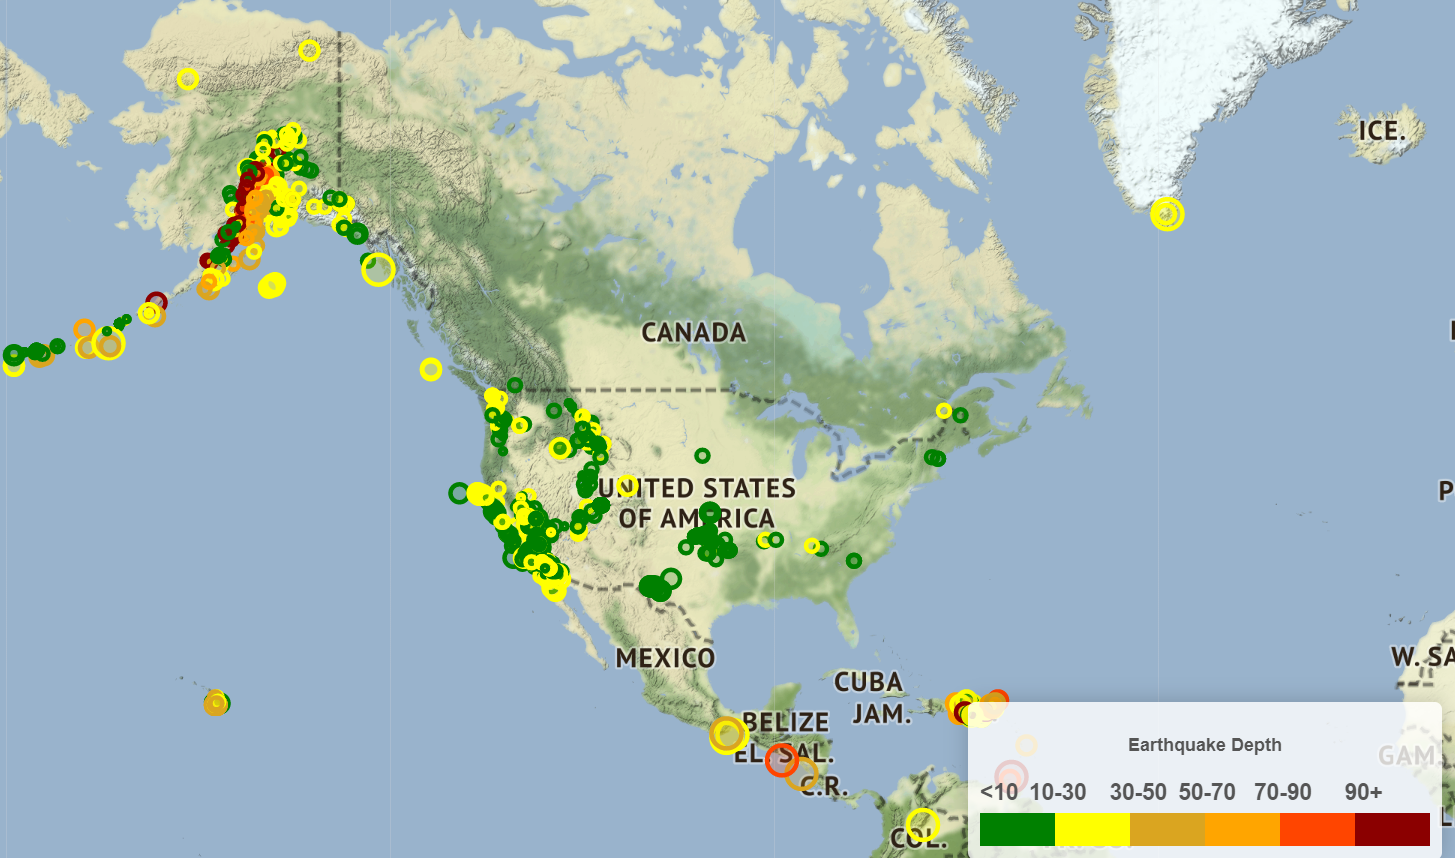 ICE.
CANADA
UNITED STATES
OF AMERICA
MEXICO
CUBA
JAM.
BELIZE
EL. SAL.
C.R.
COL.
W. SA
GAM.
P
L
Earthquake Depth
<10 10-30 30-50 50-70 70-90 90+